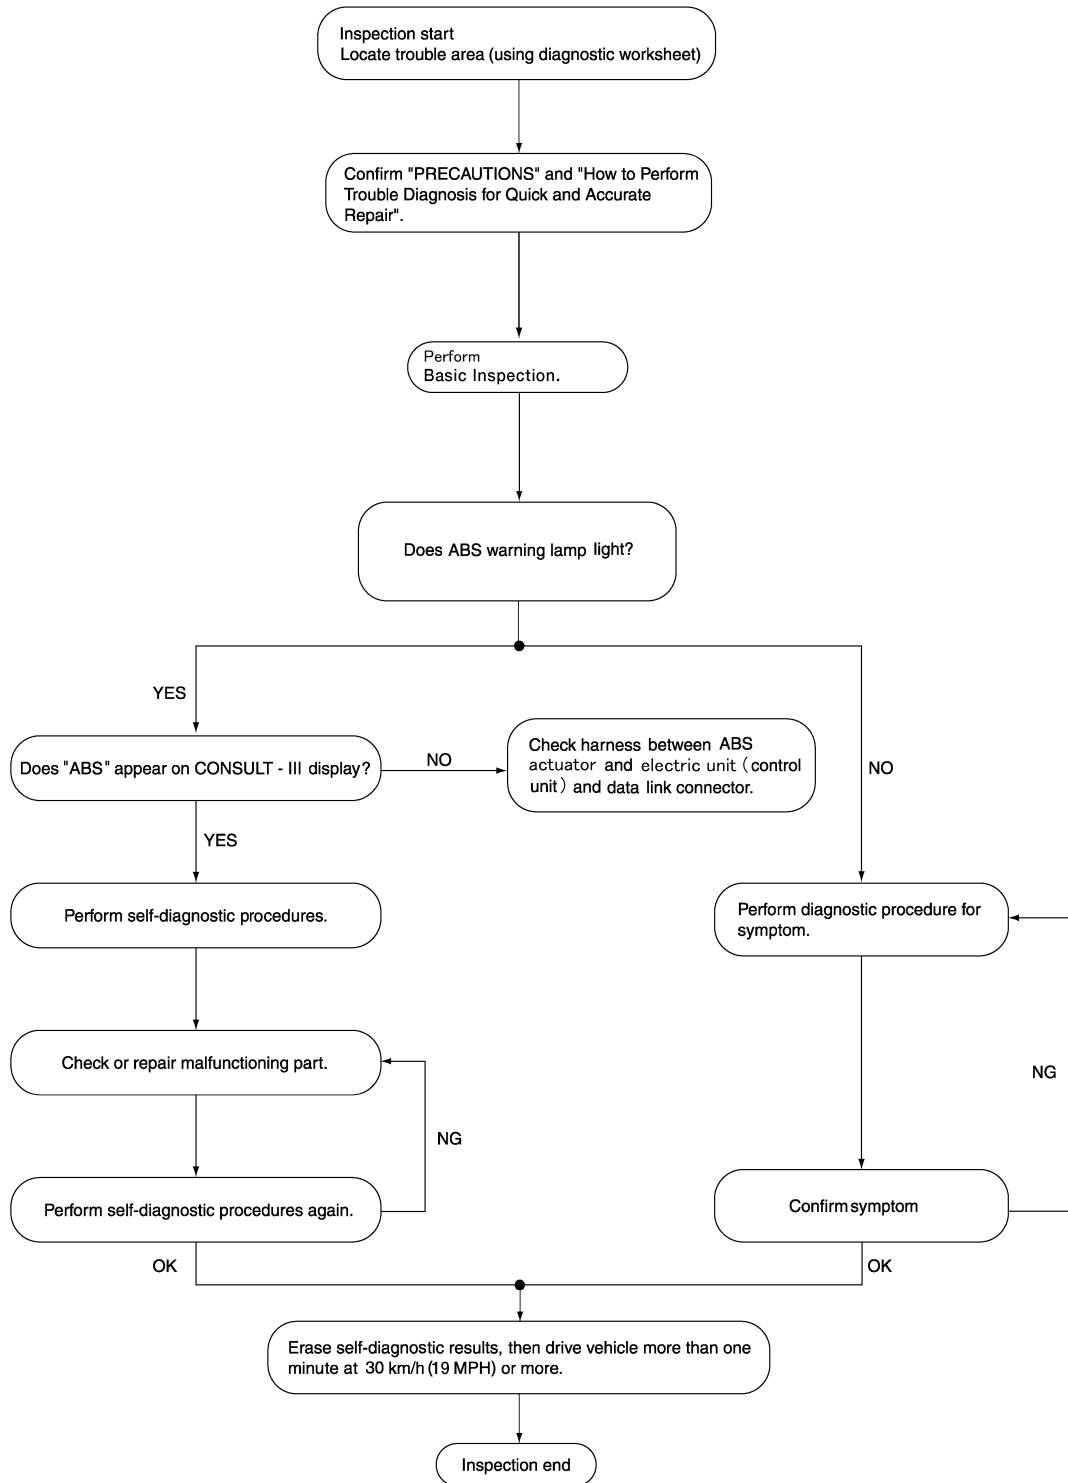 Inspection start
Locate trouble area (using diagnostic worksheet)
Confirm "PRECAUTIONS" and "How to Perform
Trouble Diagnosis for Quick and Accurate
Repair".
Perform
Basic Inspection.
Does ABS warning lamp light?
YES
NO
Does "ABS" appear on CONSULT - III display?
NO
Check harness between ABS
actuator and electric unit (control
unit) and data link connector.
YES
Perform self-diagnostic procedures.
Perform diagnostic procedure for
symptom.
Check or repair malfunctioning part.
NG
NG
Perform self-diagnostic procedures again.
Confirm symptom
OK
OK
Erase self-diagnostic results, then drive vehicle more than one
minute at 30 km/h (19 MPH) or more.
Inspection end